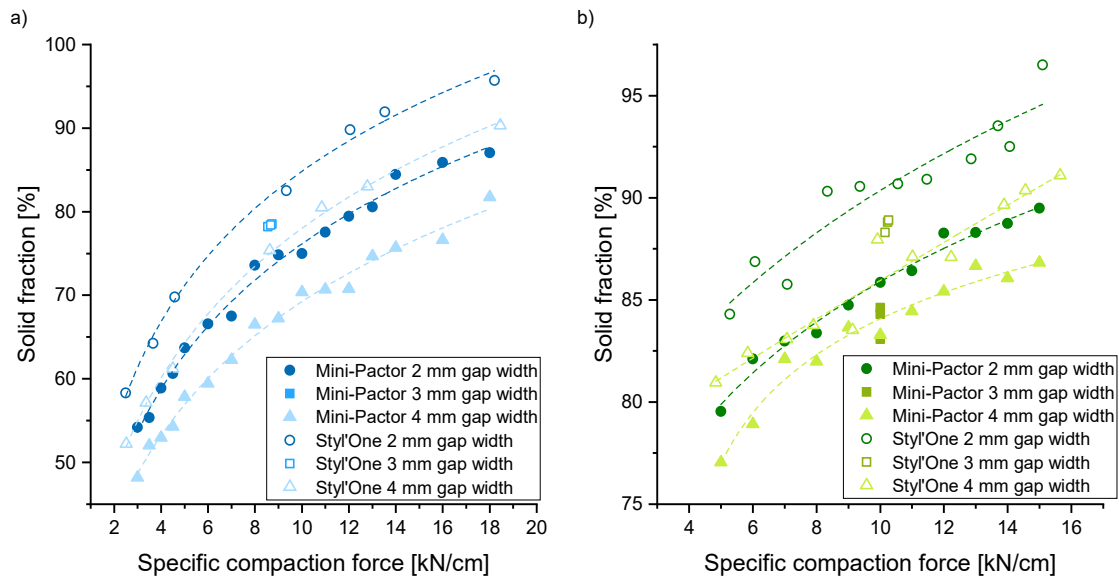 a)
100
90
80
70
60
50
Solid fraction [%]
2 4 6 8 10 12 14 16 18 20
Specific compaction force [kN/cm]
Mini-Pactor 2 mm gap width
Mini-Pactor 3 mm gap width
Mini-Pactor 4 mm gap width
Styl'One 2 mm gap width
Styl'One 3 mm gap width
Styl'One 4 mm gap width
b)
95
90
85
80
75
Solid fraction [%]
4 6 8 10 12 14 16
Specific compaction force [kN/cm]
Mini-Pactor 2 mm gap width
Mini-Pactor 3 mm gap width
Mini-Pactor 4 mm gap width
Styl'One 2 mm gap width
Styl'One 3 mm gap width
Styl'One 4 mm gap width